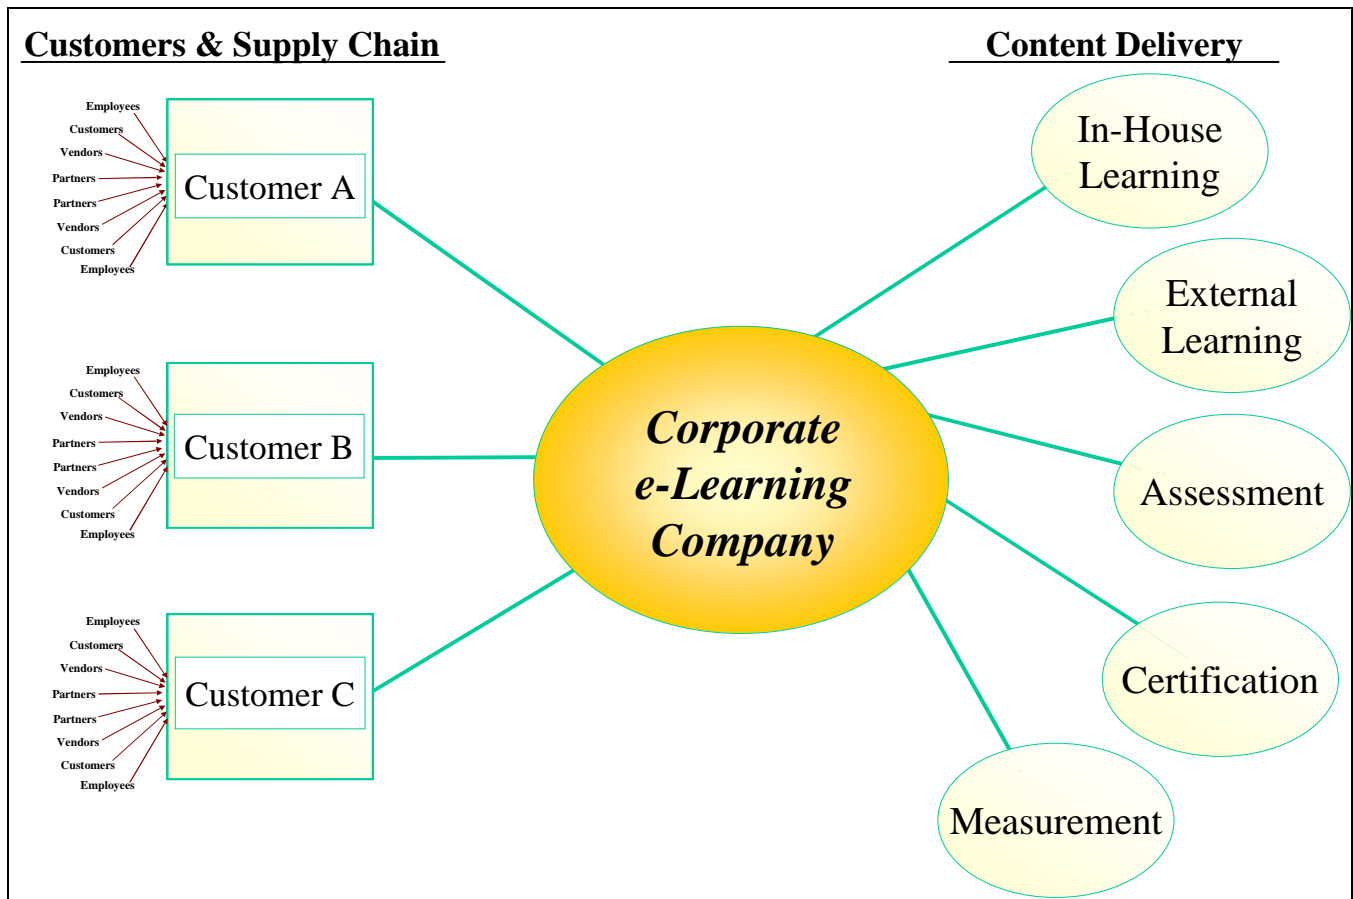 Customers & Supply Chain
Employees
Customers
Vendors
Partners
Partners
Vendors
Customers
Employees
Customer A
Employees
Customers
Vendors
Partners
Partners
Vendors
Customers
Employees
Customer B
Employees
Customers
Vendors
Partners
Partners
Vendors
Customers
Employees
Customer C
Corporate
e-Learning
Company
Content Delivery
In-House
Learning
External
Learning
Assessment
Certification
Measurement